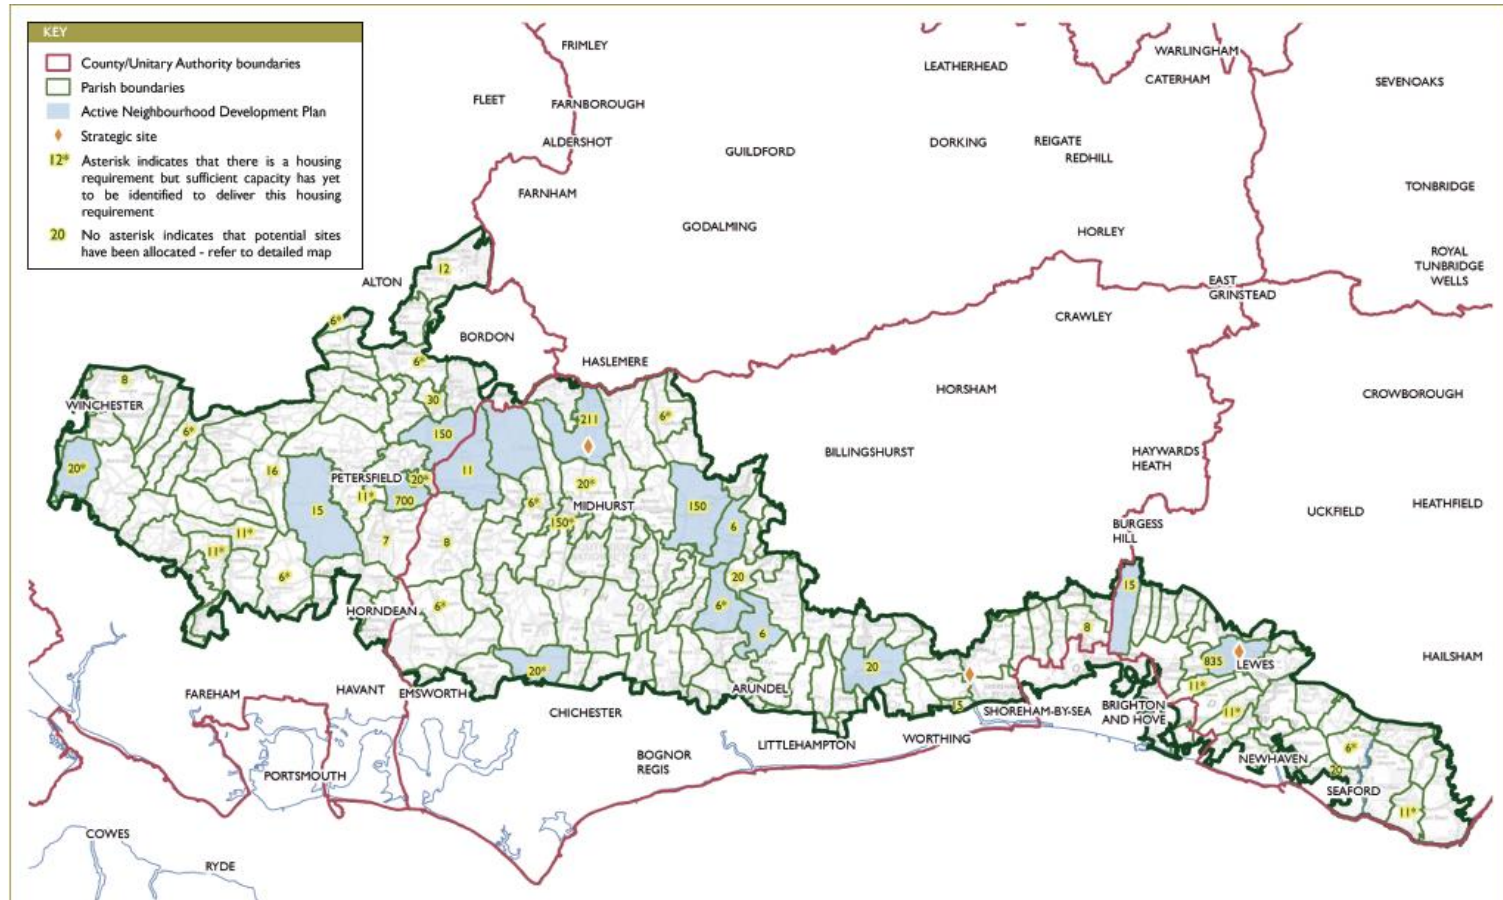 KEY
County/Unitary Authority boundaries
Parish boundaries
Active Neighbourhood Development Plan
Strategic site
12* Asterisk indicates that there is a housing
requirement but sufficient capacity has yet
to be identified to deliver this housing
requirement
20 No asterisk indicates that potential sites
have been allocated - refer to detailed map
FRIMLEY
WARLINGHAM
LEATHERHEAD
CATERHAM
SEVENOAKS
FLEET
FARNBOROUGH
ALDERSHOT
GUILDFORD
DORKING
REIGATE
REDHILL
FARNHAM
TONBRIDGE
GODALMING
HORLEY
ROYAL
TUNBRIDGE
WELLS
12
ALTON
EAST
GRINSTEAD
6*
CRAWLEY
BORDON
6*
HASLEMERE
8
HORSHAM
CROWBOROUGH
30
WINCHESTER
211
6*
6*
150
BILLINGSHURST
HAYWARDS
HEATH
20*
16
11
PETERSFIELD
20*
20*
11*
700
6*
MIDHURST
150
HEATHFIELD
15
UCKFIELD
150*
6
BURGESS
HILL
11*
7
8
11*
6*
20
15
HORNDEAN
6*
6*
6
8
20*
20
835
LEWES
HAILSHAM
FAREHAM
HAVANT
EMSWORTH
ARUNDEL
11*
15
SHOREHAM-BY-SEA
BRIGHTON
AND HOVE
11*
CHICHESTER
LITTLEHAMPTON
WORTHING
6*
BOGNOR
REGIS
NEWHAVEN
20
PORTSMOUTH
SEAFORD
11*
COWES
RYDE